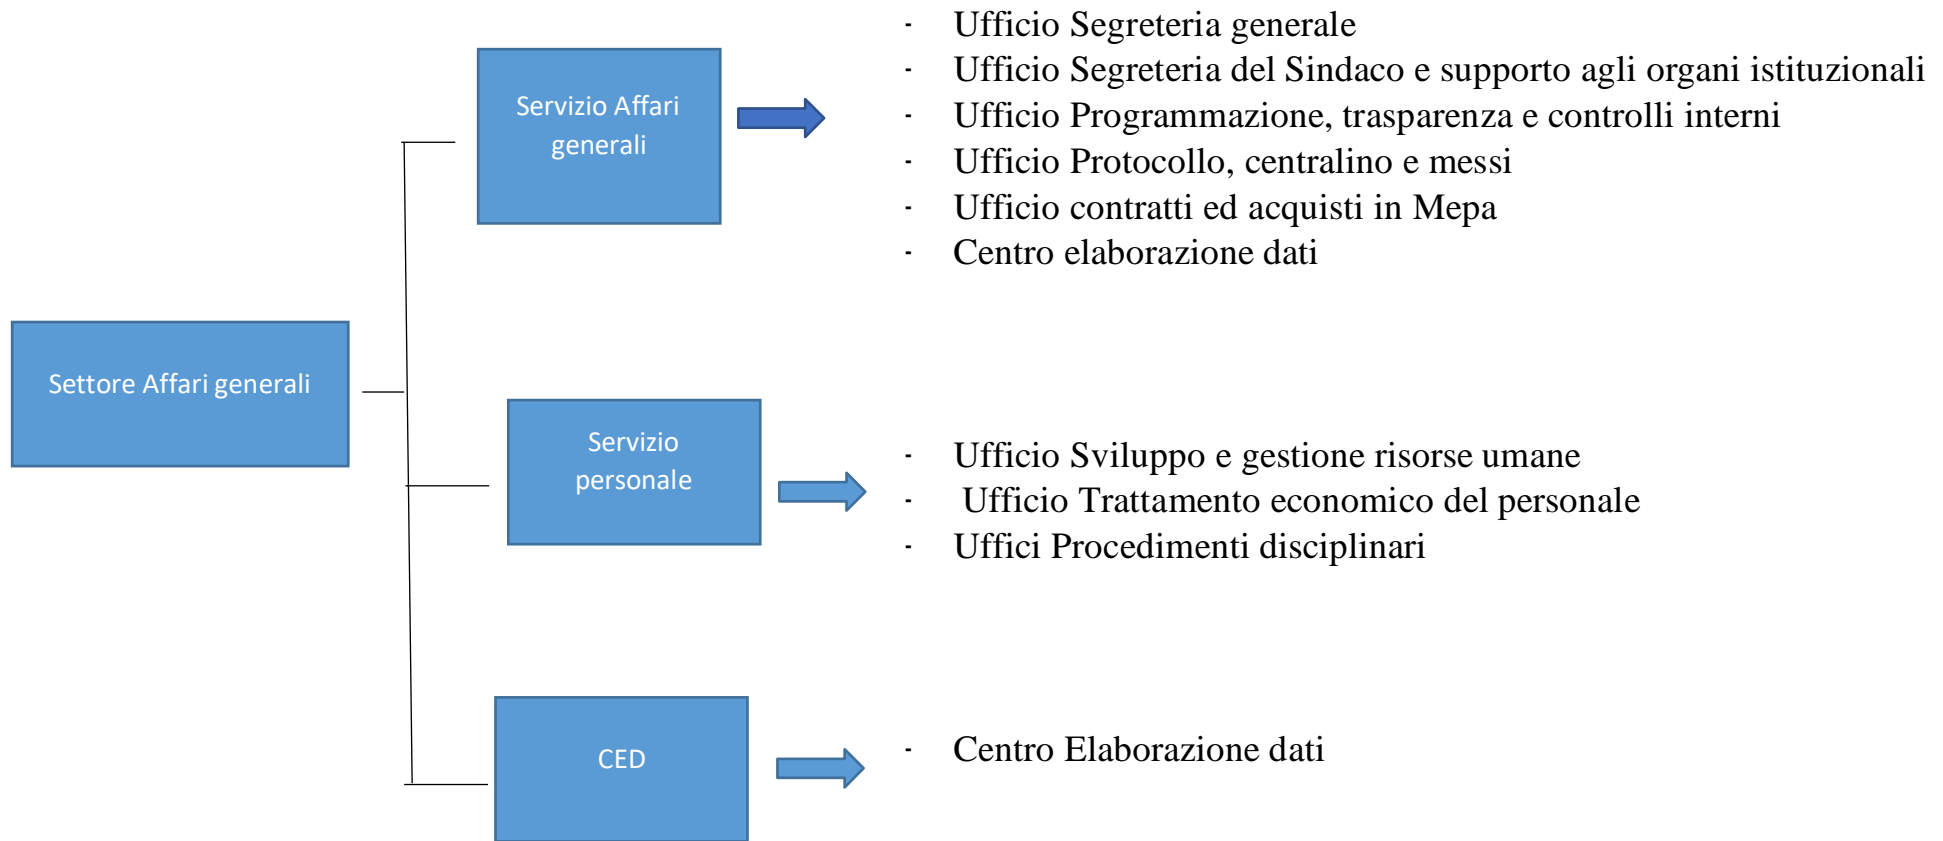 Settore Affari generali
Servizio Affari
generali
- Ufficio Segreteria generale
- Ufficio Segreteria del Sindaco e supporto agli organi istituzionali
- Ufficio Programmazione, trasparenza e controlli interni
- Ufficio Protocollo, centralino e messi
- Ufficio contratti ed acquisti in Mepa
- Centro elaborazione dati
Servizio
personale
- Ufficio Sviluppo e gestione risorse umane
- Ufficio Trattamento economico del personale
- Uffici Procedimenti disciplinari
CED
- Centro Elaborazione dati